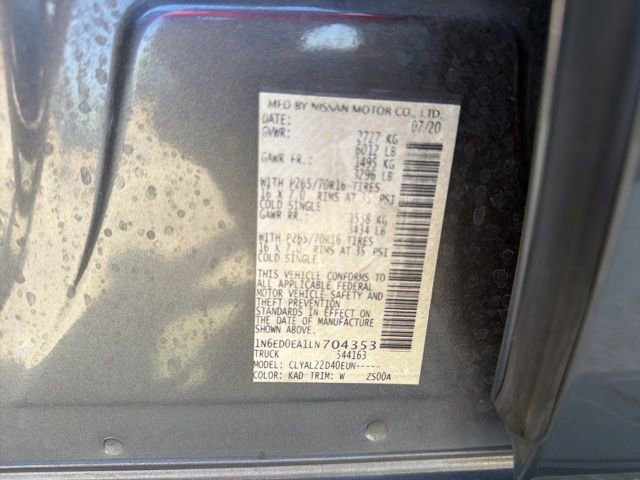 MFD BY NISSAN MOTOR CO., LTD.
DATE: 07/20
GVWR: 2727 KG
6012 LB
GAWR FR.: 1495 KG
3296 LB
WITH P265/70R16 TIRES
16 X 7.0 RIMS AT 35 PSI
COLD SINGLE
GAWR RR. 1558 KG
3434 LB
WITH P265/70R16 TIRES
16 X 7.0 RIMS AT 35 PSI
COLD SINGLE
THIS VEHICLE CONFORMS TO
ALL APPLICABLE FEDERAL
MOTOR VEHICLE SAFETY AND
THEFT PREVENTION
STANDARDS IN EFFECT ON
THE DATE OF MANUFACTURE
SHOWN ABOVE.
1N6ED0EA1LN704353
TRUCK 544163
MODEL: CLYAL22D40EUN-----
COLOR: KAD TRIM: W ZS00A